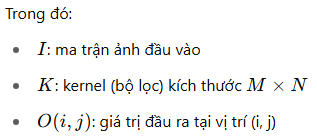 Trong đó:
• I: ma trận ảnh đầu vào
• K: kernel (bộ lọc) kích thước M × N
• O(i, j): giá trị đầu ra tại vị trí (i, j)